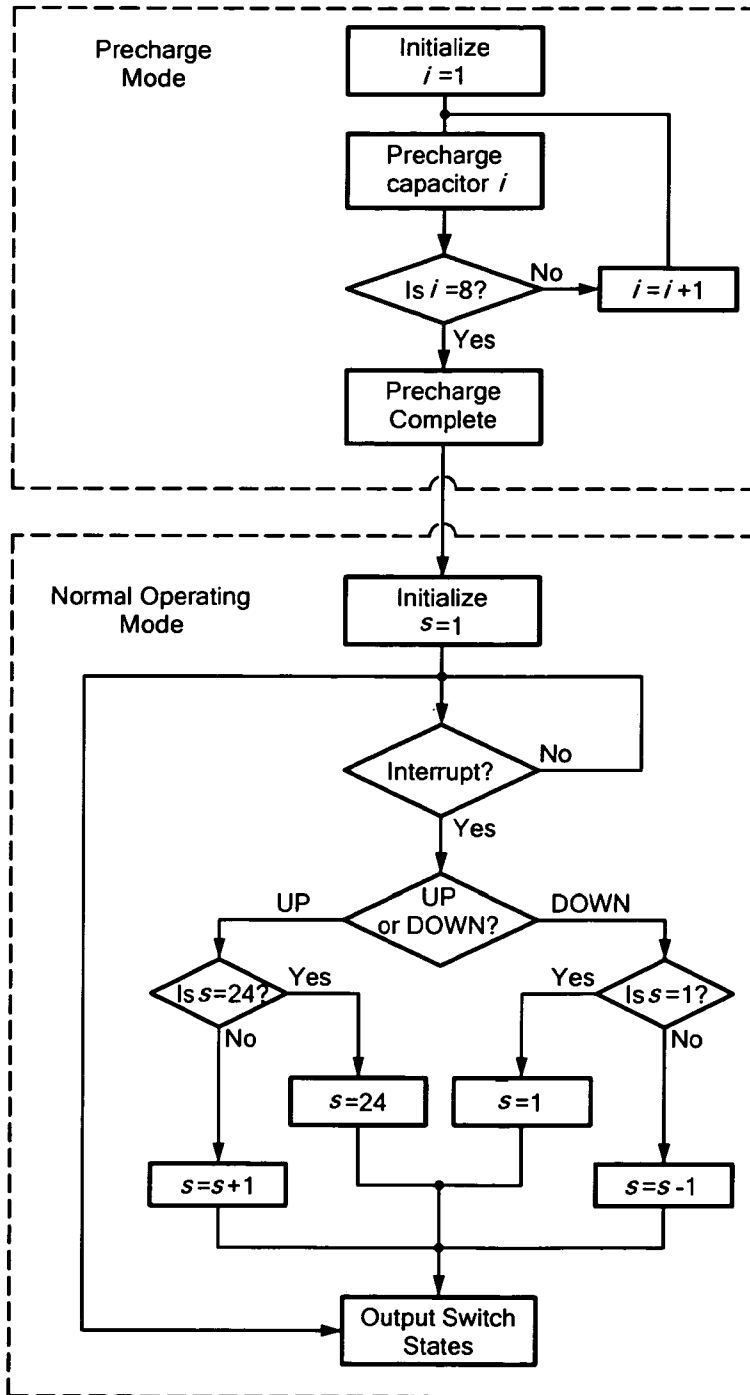 Precharge
Mode
Initialize
i=1
Precharge
capacitor i
Is i=8?
No
i=i+1
Yes
Precharge
Complete
Normal Operating
Mode
Initialize
s=1
Interrupt?
No
Yes
UP
UP
or DOWN?
DOWN
Is s=24?
Yes
Yes
Is s=1?
No
No
s=24
s=1
s=s+1
s=s-1
Output Switch
States